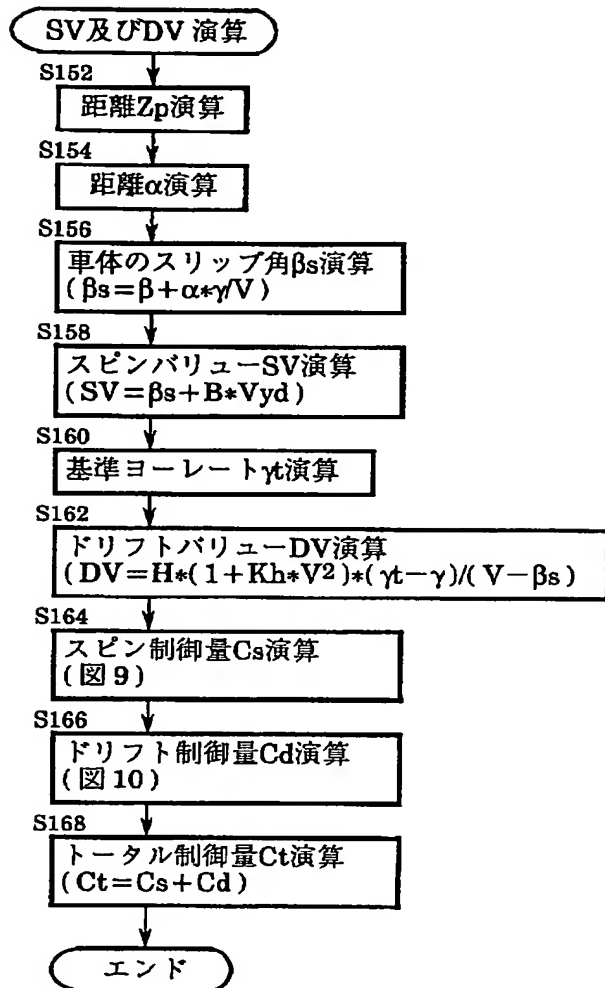 SV及びDV 演算
S152
距離Zp演算
S154
距離α演算
S156
車体のスリップ角βs演算
(βs=β+α*γ/V)
S158
スピンバリューSV演算
(SV=βs+B*Vyd)
S160
基準ヨーレートγt演算
S162
ドリフトバリューDV演算
(DV=H*(1+Kh*V²)*(γt-γ)/(V-βs)
S164
スピン制御量Cs演算
(図9)
S166
ドリフト制御量Cd演算
(図10)
S168
トータル制御量Ct演算
(Ct=Cs+Cd)
エンド